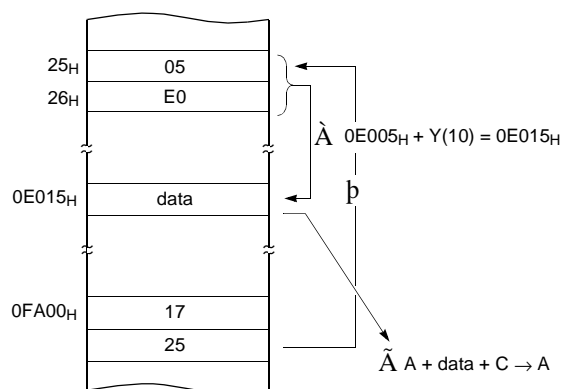 25H 05
26H E0
À 0E005H + Y(10) = 0E015H
þ
0E015H data
0FA00H 17
25
Ã A + data + C → A